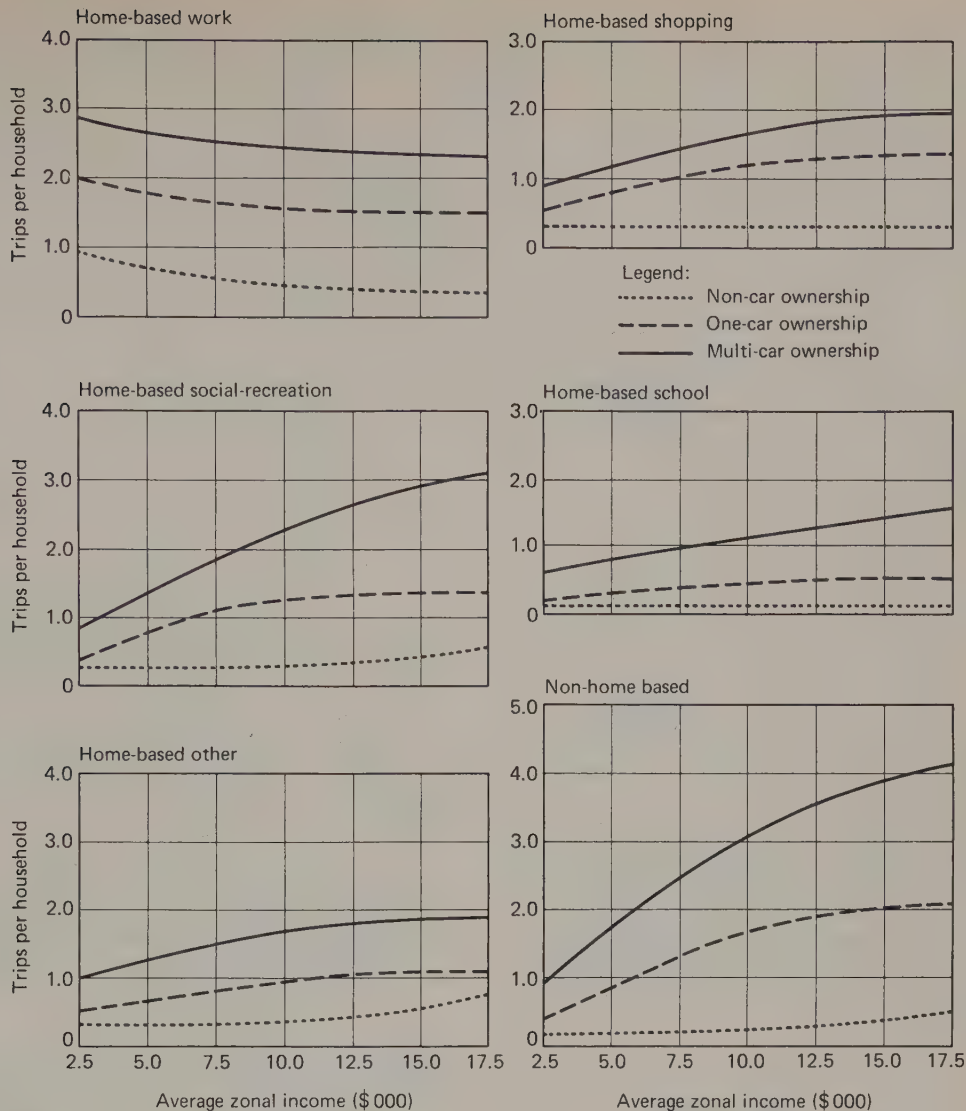 Home-based work
4.0
3.0
2.0
1.0
0
Trips per household
Home-based shopping
3.0
2.0
1.0
0
Legend:
Non-car ownership
One-car ownership
Multi-car ownership
Home-based social-recreation
4.0
3.0
2.0
1.0
0
Trips per household
Home-based school
3.0
2.0
1.0
0
Home-based other
4.0
3.0
2.0
1.0
0
Trips per household
2.5 5.0 7.5 10.0 12.5 15.0 17.5
Average zonal income ($000)
Non-home based
5.0
4.0
3.0
2.0
1.0
0
2.5 5.0 7.5 10.0 12.5 15.0 17.5
Average zonal income ($000)